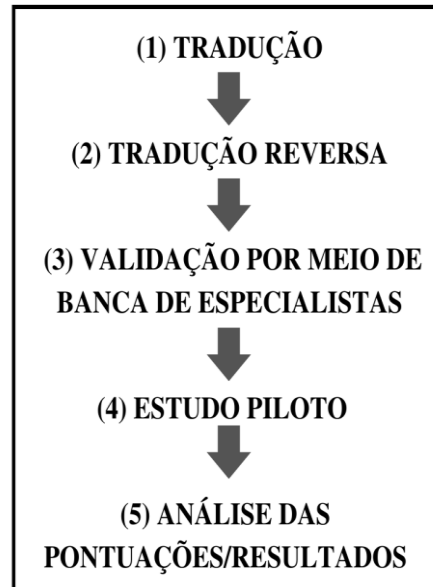 (1) TRADUÇÃO
(2) TRADUÇÃO REVERSA
(3) VALIDAÇÃO POR MEIO DE
BANCA DE ESPECIALISTAS
(4) ESTUDO PILOTO
(5) ANÁLISE DAS
PONTUAÇÕES/RESULTADOS